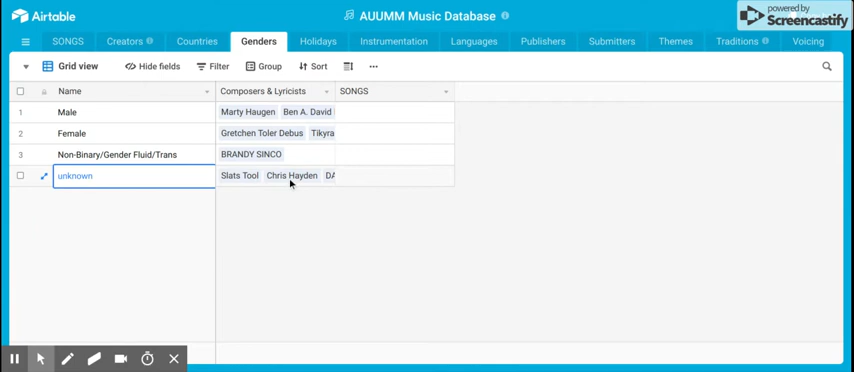 Airtable
AUUMM Music Database
powered by
Screencastify
SONGS Creators Countries Genders Holidays Instrumentation Languages Publishers Submitters Themes Traditions Voicing
Grid view Hide fields Filter Group Sort
Name Composers & Lyricists SONGS
1 Male Marty Haugen Ben A. David
2 Female Gretchen Toler Debus Tikyra
3 Non-Binary/Gender Fluid/Trans BRANDY SINCO
unknown Slats Tool Chris Hayden DA